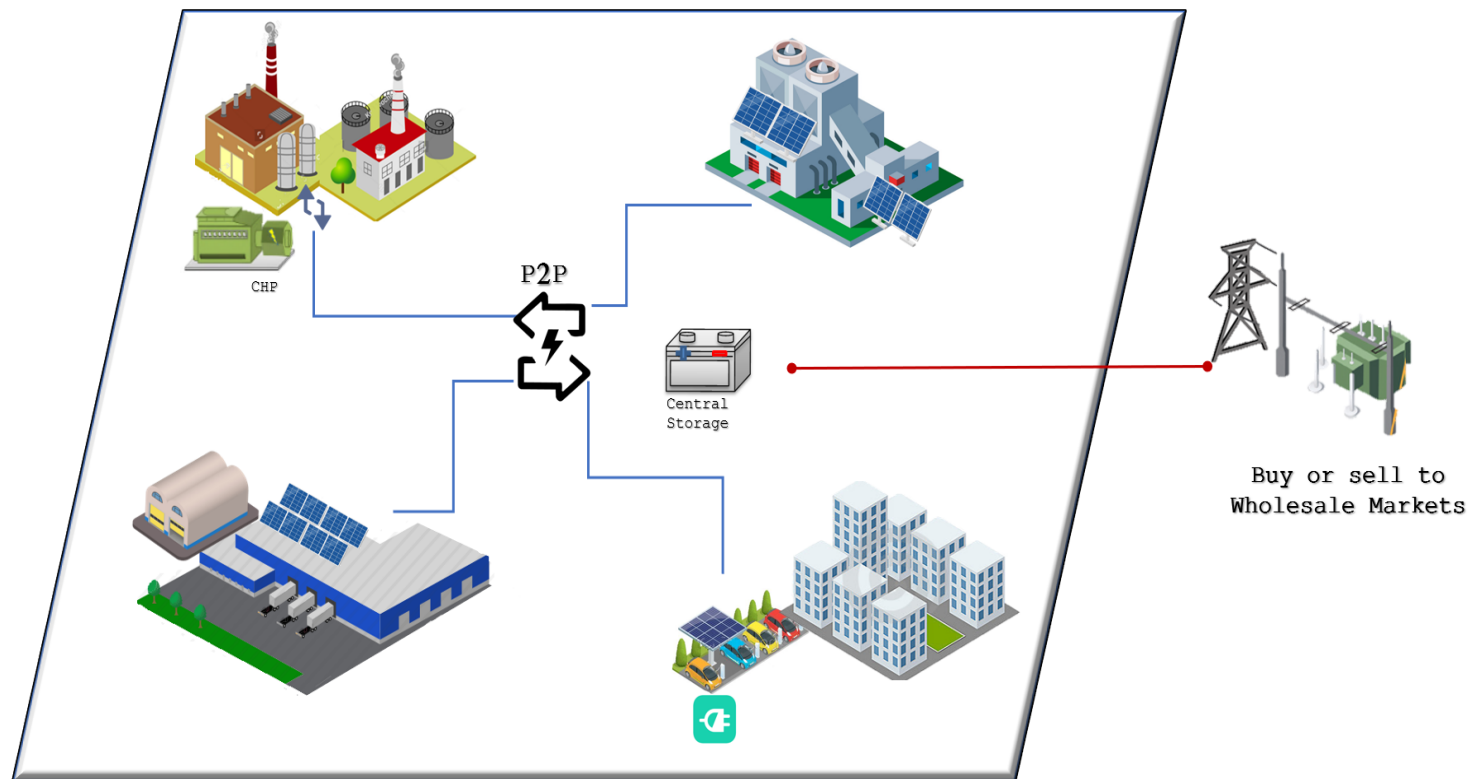 P2P
CHP
Central
Storage
Buy or sell to
Wholesale Markets